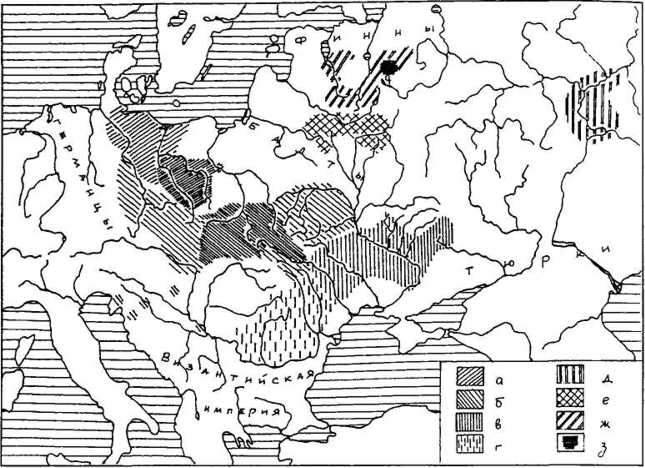 Финны
Германцы
Балты
Тюрки
Византийская
империя
а
б
в
г
д
е
ж
з